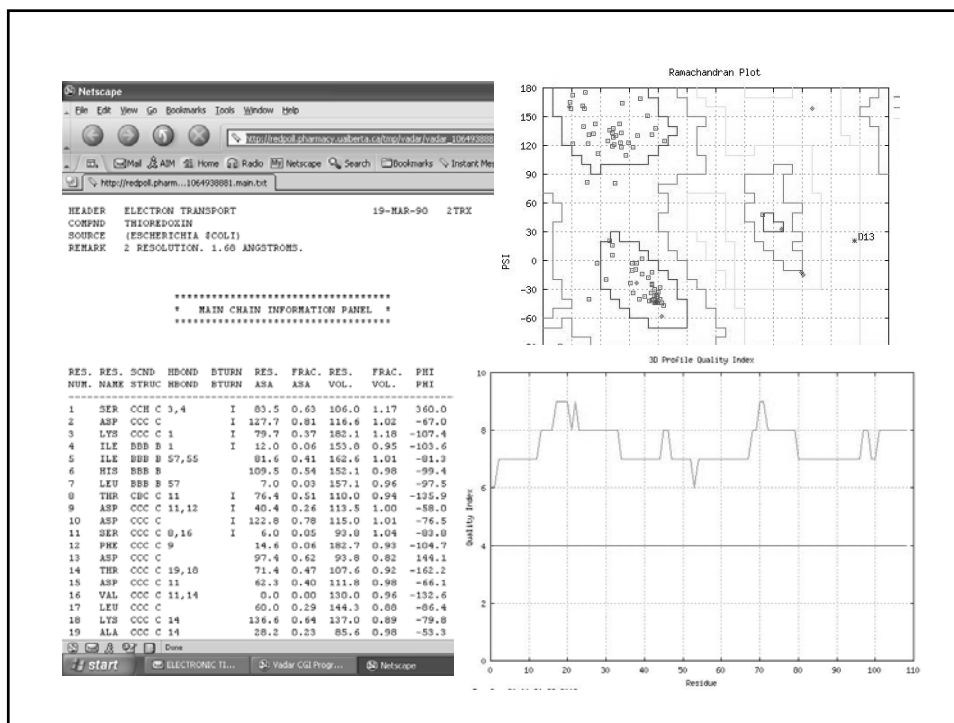 Netscape
File Edit View Go Bookmarks Tools Window Help
http://redpoll.pharmacy.ualberta.ca/tmp/vadar/vadar_1064938881
Mail AIM Home Radio Netscape Search Bookmarks Instant Mes
http://redpoll.pharm...1064938881.main.txt
HEADER ELECTRON TRANSPORT 19-MAR-90 2TRX
COMPND THIOREDOXIN
SOURCE (ESCHERICHIA $COLI)
REMARK 2 RESOLUTION. 1.68 ANGSTROMS.
***********************************
* MAIN CHAIN INFORMATION PANEL *
***********************************
RES. RES. SCND HBOND BTURN RES. FRAC. RES. FRAC. PHI
NUM. NAME STRUC C HBOND BTURN ASA ASA VOL. VOL. PHI
1 SER CCH C 3,4 I 83.5 0.63 106.0 1.17 360.0
2 ASP CCC C I 127.7 0.81 116.6 1.02 -67.0
3 LYS CCC C 1 I 79.7 0.37 182.1 1.18 -107.4
4 ILE BBB B 1 I 12.0 0.06 153.8 0.95 -103.6
5 ILE BBB B 57,55 81.6 0.41 162.6 1.01 -81.3
6 HIS BBB B 109.5 0.54 152.1 0.98 -99.4
7 LEU BBB B 57 7.0 0.03 157.1 0.96 -97.5
8 THR CBC C 11 I 76.4 0.51 110.0 0.94 -135.9
9 ASP CCC C 11,12 I 40.4 0.26 113.5 1.00 -58.0
10 ASP CCC C I 122.8 0.78 115.0 1.01 -76.5
11 SER CCC C 8,16 I 6.0 0.05 93.8 1.04 -83.8
12 PHE CCC C 9 14.6 0.06 182.7 0.93 -104.7
13 ASP CCC C 97.4 0.62 93.8 0.82 144.1
14 THR CCC C 19,18 71.4 0.47 107.6 0.92 -162.2
15 ASP CCC C 11 62.3 0.40 111.8 0.98 -66.1
16 VAL CCC C 11,14 0.0 0.00 130.0 0.96 -132.6
17 LEU CCC C 60.0 0.29 144.3 0.88 -86.4
18 LYS CCC C 14 136.6 0.64 137.0 0.89 -79.8
19 ALA CCC C 14 28.2 0.23 85.6 0.98 -53.3
Done
start ELECTRONIC TI... Vadar CGI Progr... Netscape
Ramachandran Plot
180
150
120
90
60
30
0
-30
-60
PSI
D13
3D Profile Quality Index
10
8
6
4
2
0
Quality Index
0 10 20 30 40 50 60 70 80 90 100 110
Residue